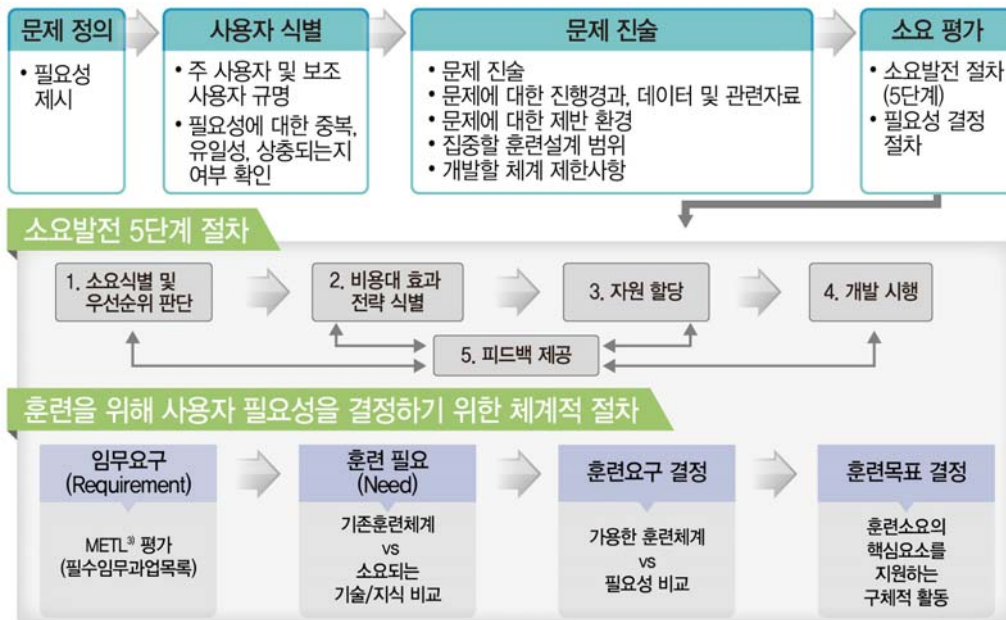 문제 정의
• 필요성
제시
사용자 식별
• 주 사용자 및 보조
사용자 규명
• 필요성에 대한 중복,
유일성, 상충되는지
여부 확인
문제 진술
• 문제 진술
• 문제에 대한 진행경과, 데이터 및 관련자료
• 문제에 대한 제반 환경
• 집중할 훈련설계 범위
• 개발할 체계 제한사항
소요 평가
• 소요발전 절차
(5단계)
• 필요성 결정
절차
소요발전 5단계 절차
1. 소요식별 및
우선순위 판단
2. 비용대 효과
전략 식별
3. 자원 할당
4. 개발 시행
5. 피드백 제공
훈련을 위해 사용자 필요성을 결정하기 위한 체계적 절차
임무요구
(Requirement)
METL³⁾ 평가
(필수임무과업목록)
훈련 필요
(Need)
기존훈련체계
vs
소요되는
기술/지식 비교
훈련요구 결정
가용한 훈련체계
vs
필요성 비교
훈련목표 결정
훈련소요의
핵심요소를
지원하는
구체적 활동